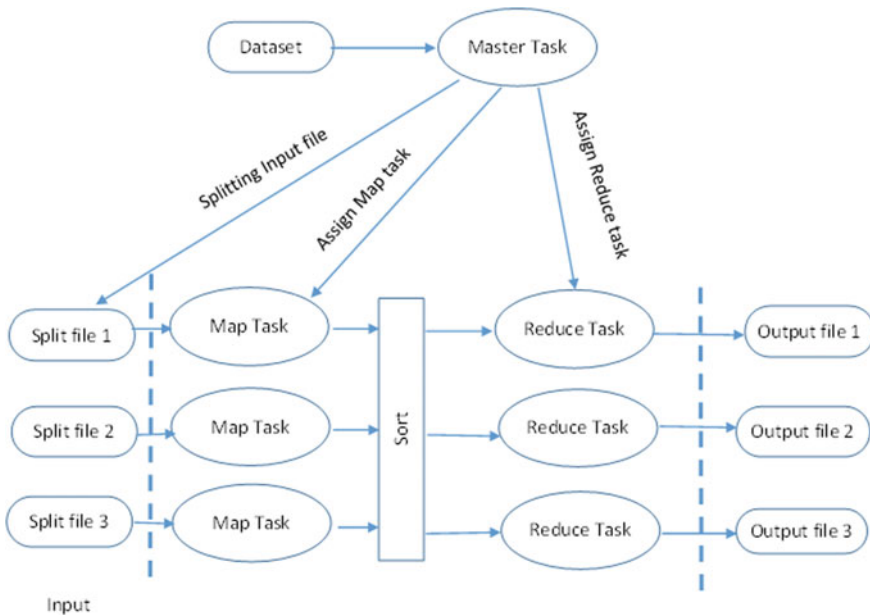 Dataset
Master Task
Splitting Input file
Assign Map task
Assign Reduce task
Split file 1
Map Task
Reduce Task
Output file 1
Split file 2
Map Task
Sort
Reduce Task
Output file 2
Split file 3
Map Task
Reduce Task
Output file 3
Input